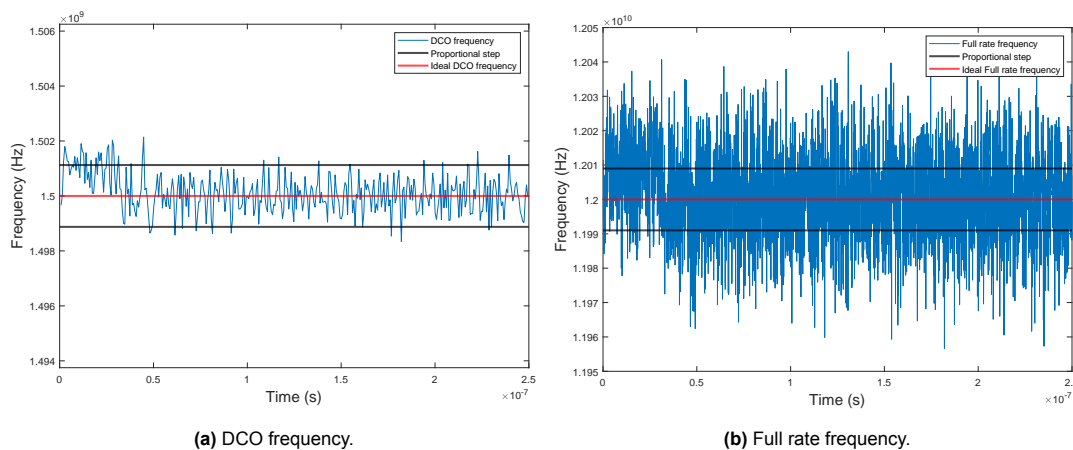 ×10⁹
1.506
1.504
1.502
1.5
1.498
1.496
1.494
Frequency (Hz)
DCO frequency
Proportional step
Ideal DCO frequency
0 0.5 1 1.5 2 2.5
Time (s)
×10⁻⁷
(a) DCO frequency.
×10¹⁰
1.205
1.204
1.203
1.202
1.201
1.2
1.199
1.198
1.197
1.196
1.195
Frequency (Hz)
Full rate frequency
Proportional step
Ideal Full rate frequency
0 0.5 1 1.5 2 2.
Time (s)
×10⁻⁷
(b) Full rate frequency.